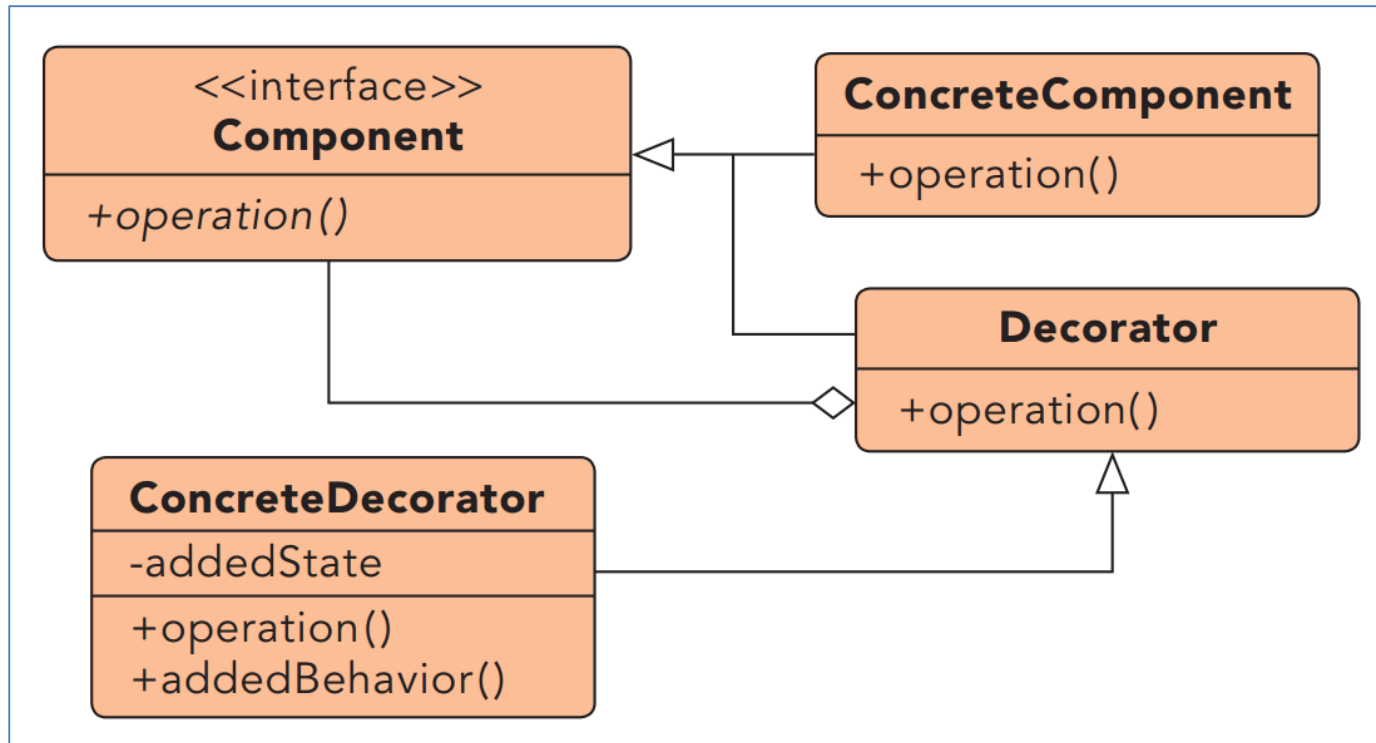 <<interface>>
Component
+operation()
ConcreteComponent
+operation()
Decorator
+operation()
ConcreteDecorator
-addedState
+operation()
+addedBehavior()